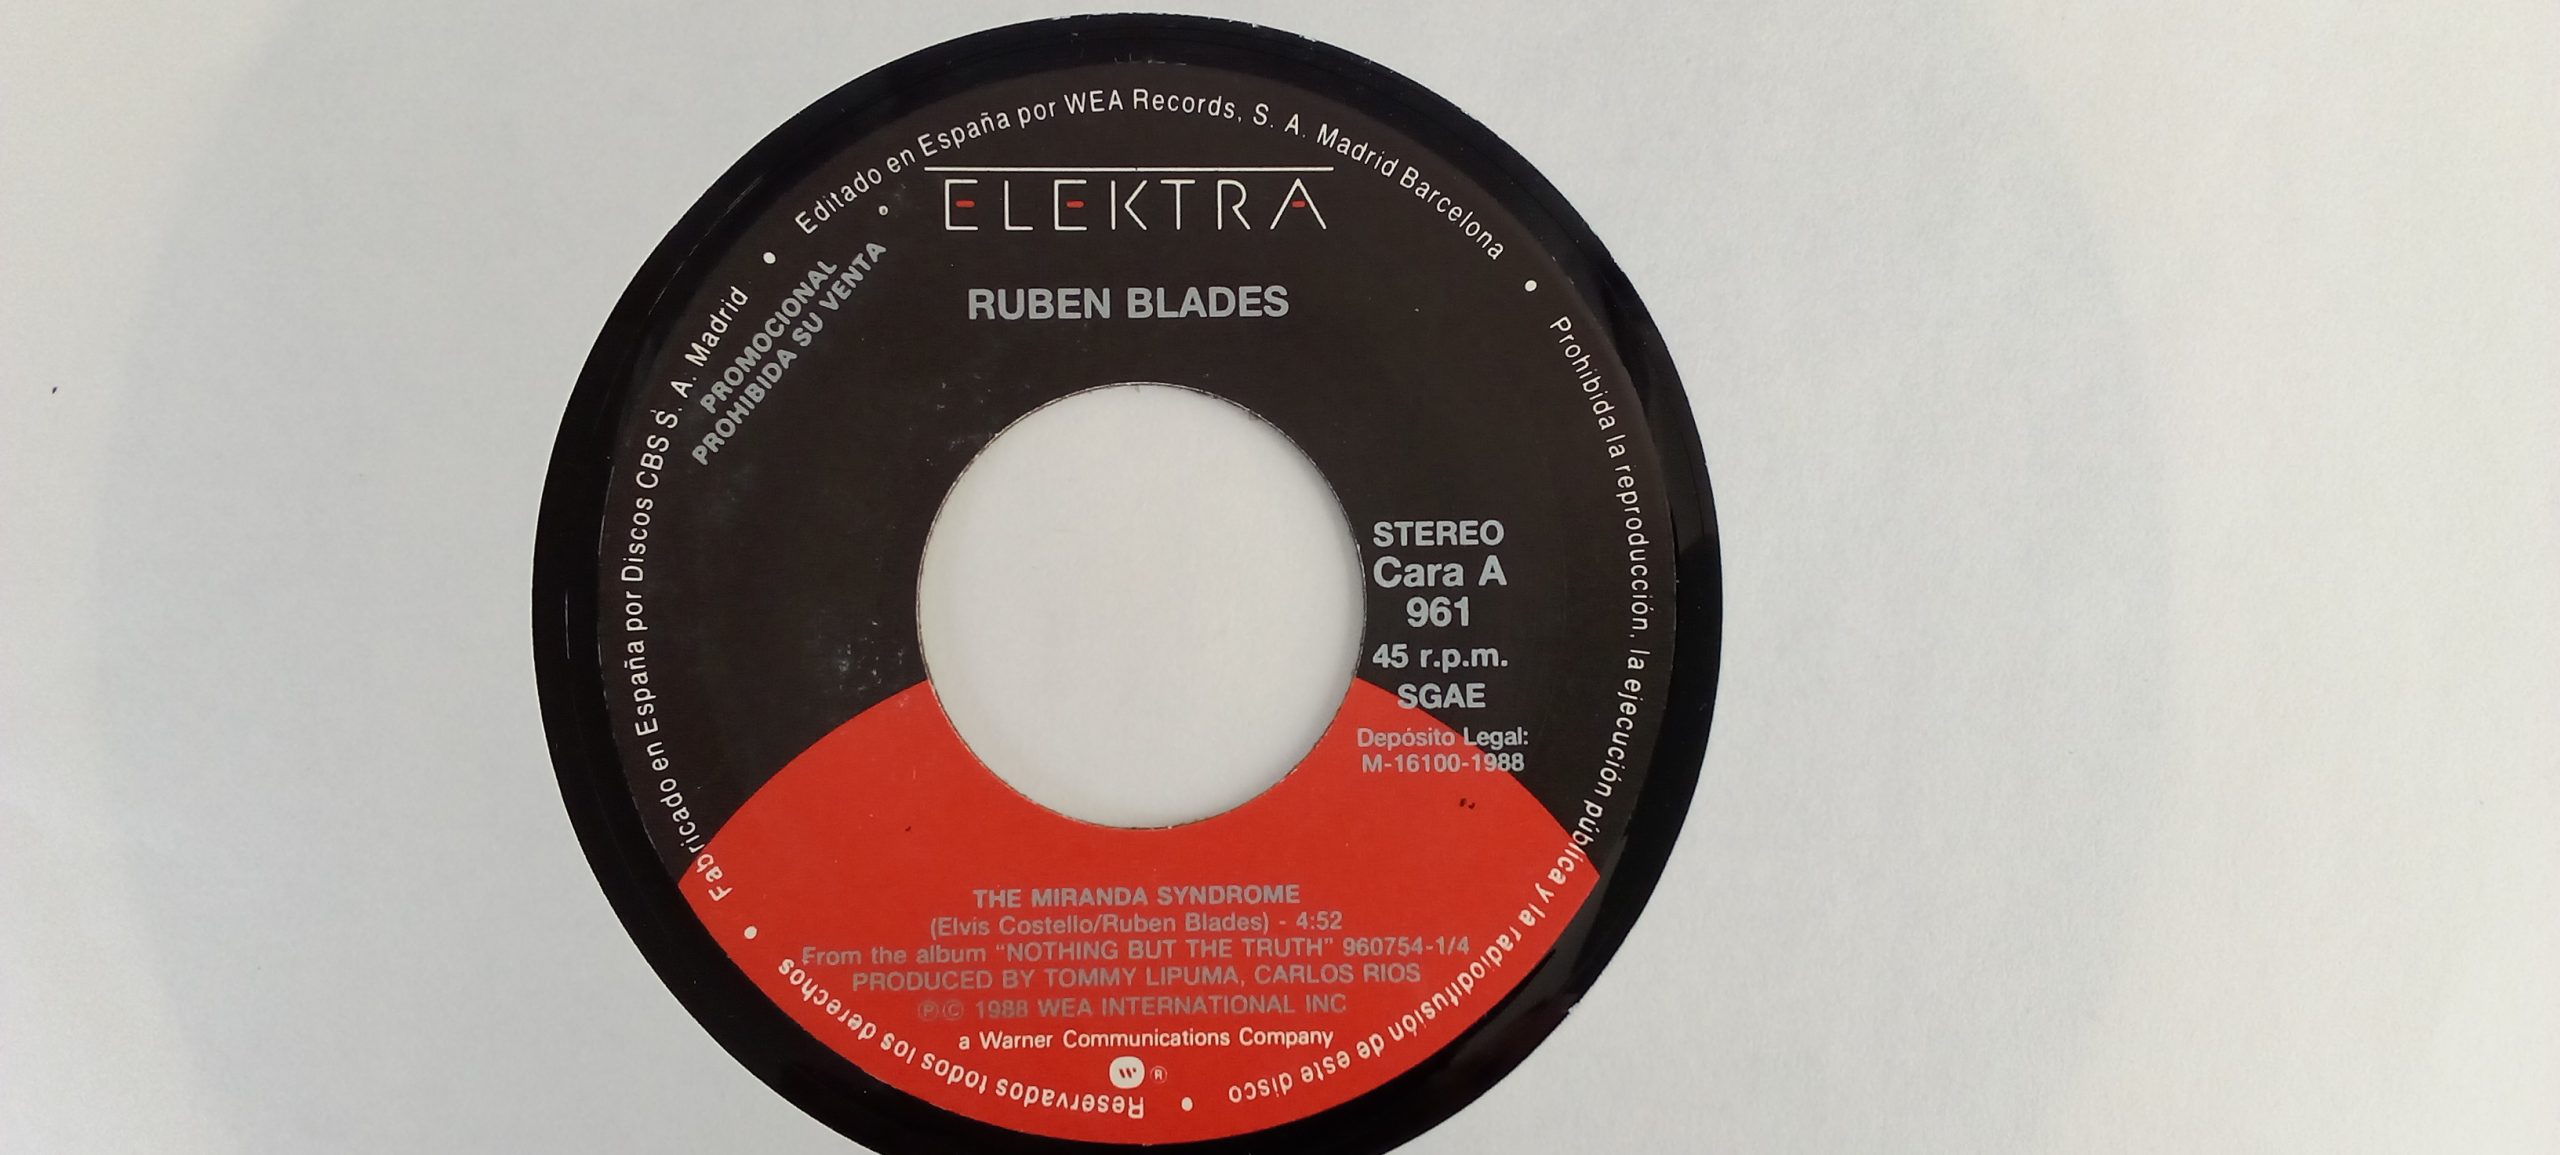 Editado en España por WEA Records, S. A. Madrid Barcelona • Prohibida la reproducción, la ejecución pública y la radiodifusión de este disco • Reservados todos los derechos • Fabricado en España por Discos CBS S. A. Madrid •
ELEKTRA
PROMOCIONAL
PROHIBIDA SU VENTA
RUBEN BLADES
STEREO
Cara A
961
45 r.p.m.
SGAE
Depósito Legal:
M-16100-1988
THE MIRANDA SYNDROME
(Elvis Costello/Ruben Blades) - 4:52
From the album "NOTHING BUT THE TRUTH" 960754-1/4
PRODUCED BY TOMMY LIPUMA, CARLOS RIOS
Ⓟ© 1988 WEA INTERNATIONAL INC
a Warner Communications Company
W ®